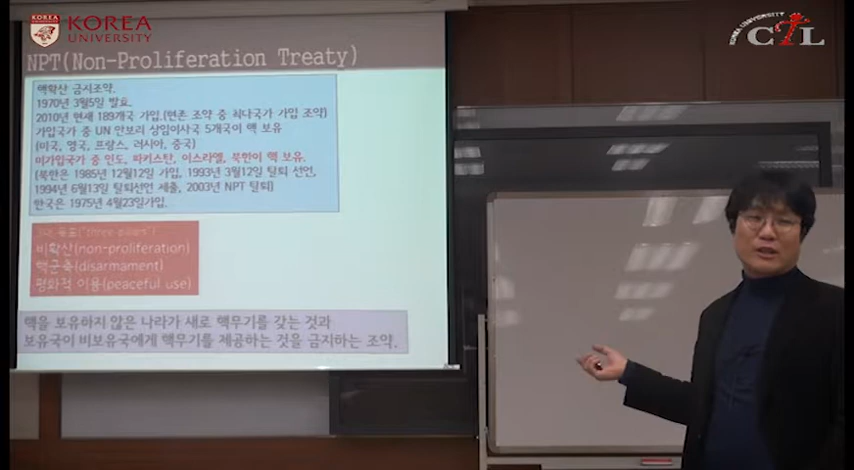 KOREA
UNIVERSITY
KOREA UNIVERSITY
CTL
NPT(Non-Proliferation Treaty)
핵확산 금지조약.
1970년 3월5일 발효.
2010년 현재 189개국 가입.(현존 조약 중 최다국가 가입 조약)
가입국가 중 UN 안보리 상임이사국 5개국이 핵 보유
(미국, 영국, 프랑스, 러시아, 중국)
미가입국가 중 인도, 파키스탄, 이스라엘, 북한이 핵 보유.
(북한은 1985년 12월12일 가입, 1993년 3월12일 탈퇴 선언,
1994년 6월13일 탈퇴선언 제출, 2003년 NPT 탈퇴)
한국은 1975년 4월23일가입.
3대 목표("three pillars")
비확산(non-proliferation)
핵군축(disarmament)
평화적 이용(peaceful use)
핵을 보유하지 않은 나라가 새로 핵무기를 갖는 것과
보유국이 비보유국에게 핵무기를 제공하는 것을 금지하는 조약.